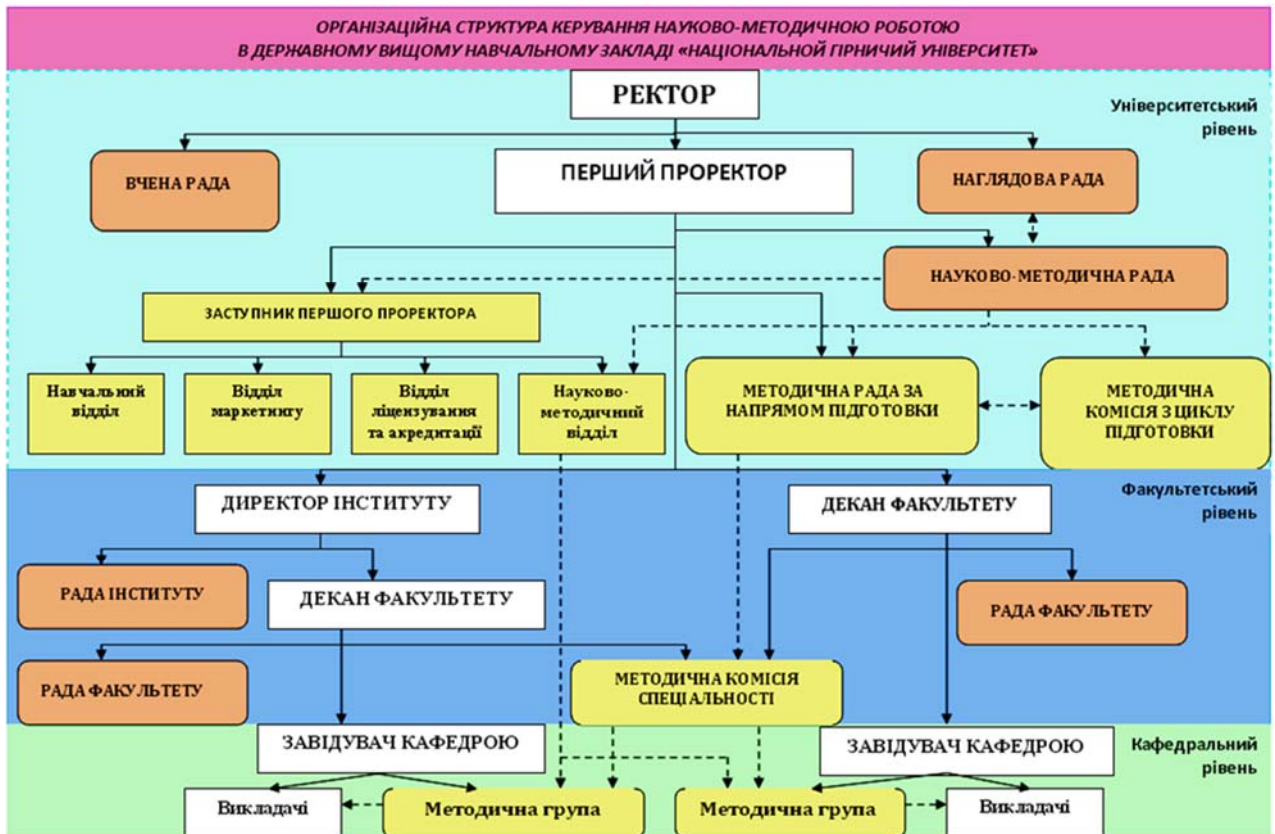 ОРГАНІЗАЦІЙНА СТРУКТУРА КЕРУВАННЯ НАУКОВО-МЕТОДИЧНОЮ РОБОТОЮ
В ДЕРЖАВНОМУ ВИЩОМУ НАВЧАЛЬНОМУ ЗАКЛАДІ «НАЦІОНАЛЬНОЙ ГІРНИЧИЙ УНІВЕРСИТЕТ»
РЕКТОР
Університетський
рівень
ВЧЕНА РАДА
ПЕРШИЙ ПРОРЕКТОР
НАГЛЯДОВА РАДА
НАУКОВО-МЕТОДИЧНА РАДА
ЗАСТУПНИК ПЕРШОГО ПРОРЕКТОРА
Навчальний
відділ
Відділ
маркетингу
Відділ
ліцензування
та акредитації
Науково-
методичний
відділ
МЕТОДИЧНА РАДА ЗА
НАПРЯМОМ ПІДГОТОВКИ
МЕТОДИЧНА
КОМІСІЯ З ЦИКЛУ
ПІДГОТОВКИ
ДИРЕКТОР ІНСТИТУТУ
ДЕКАН ФАКУЛЬТЕТУ
Факультетський
рівень
РАДА ІНСТИТУТУ
ДЕКАН ФАКУЛЬТЕТУ
РАДА ФАКУЛЬТЕТУ
РАДА ФАКУЛЬТЕТУ
МЕТОДИЧНА КОМІСІЯ
СПЕЦІАЛЬНОСТІ
ЗАВІДУВАЧ КАФЕДРОЮ
ЗАВІДУВАЧ КАФЕДРОЮ
Кафедральний
рівень
Викладачі
Методична група
Методична група
Викладачі